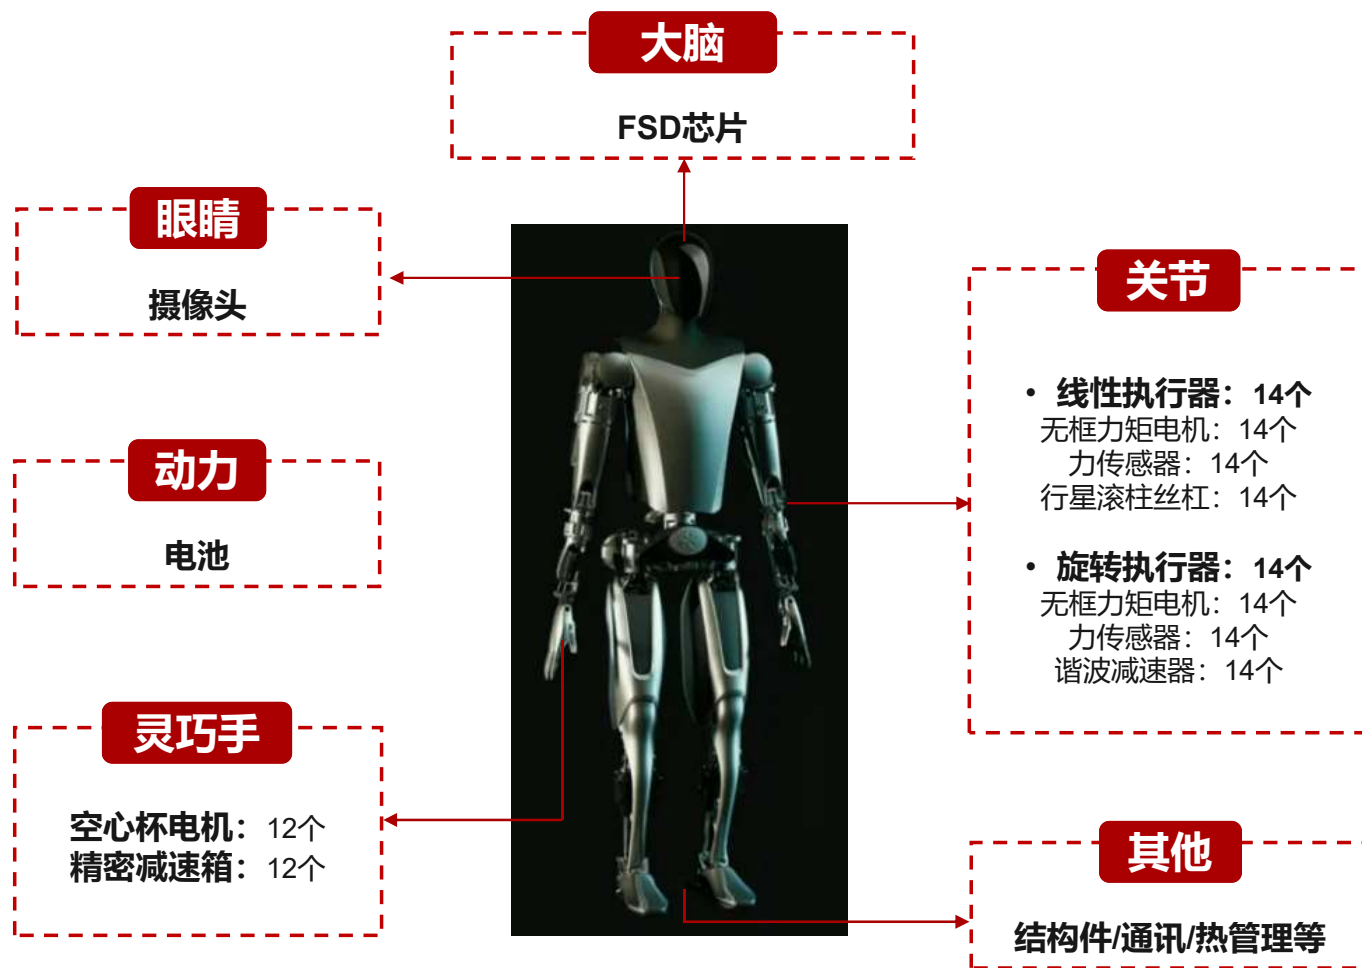 大脑
FSD芯片
眼睛
摄像头
动力
电池
灵巧手
空心杯电机：12个
精密减速箱：12个
关节
• 线性执行器：14个
无框力矩电机：14个
力传感器：14个
行星滚柱丝杠：14个
• 旋转执行器：14个
无框力矩电机：14个
力传感器：14个
谐波减速器：14个
其他
结构件/通讯/热管理等